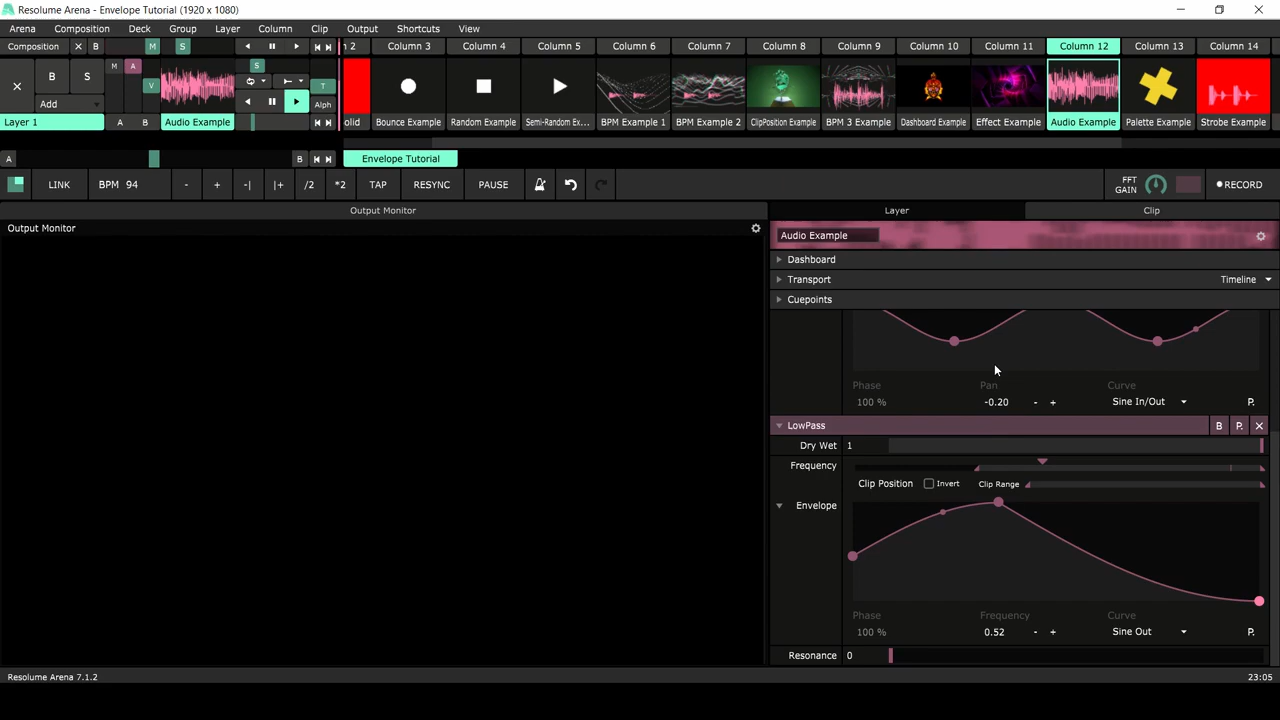 Resolume Arena - Envelope Tutorial (1920 x 1080)
Arena Composition Deck Group Layer Column Clip Output Shortcuts View
Composition X B M S n 2 Column 3 Column 4 Column 5 Column 6 Column 7 Column 8 Column 9 Column 10 Column 11 Column 12 Column 13 Column 14
M A S
B S V T
Add Alph
Layer 1 A B Audio Example olid Bounce Example Random Example Semi-Random Ex... BPM Example 1 BPM Example 2 ClipPosition Example BPM 3 Example Dashboard Example Effect Example Audio Example Palette Example Strobe Example
A B Envelope Tutorial
LINK BPM 94 - + -| |+ /2 *2 TAP RESYNC PAUSE FFT GAIN RECORD
Output Monitor Layer Clip
Output Monitor
Audio Example
Dashboard
Transport Timeline
Cuepoints
Phase Pan Curve
100 % -0.20 - + Sine In/Out P.
LowPass B P. X
Dry Wet 1
Frequency
Clip Position Invert Clip Range
Envelope
Phase Frequency Curve
100 % 0.52 - + Sine Out P.
Resonance 0
Resolume Arena 7.1.2 23:05